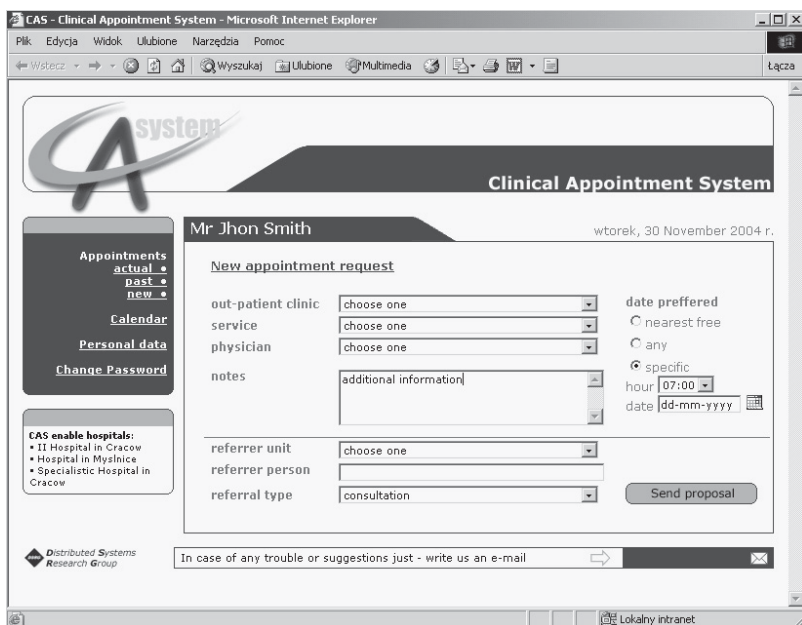 CAS - Clinical Appointment System - Microsoft Internet Explorer
Plik Edycja Widok Ulubione Narzędzia Pomoc
Wstecz Wyszukaj Ulubione Multimedia Łącza
A system
Clinical Appointment System
Mr Jhon Smith
wtorek, 30 November 2004 r.
Appointments
actual
past
new
Calendar
Personal data
Change Password
CAS enable hospitals:
▪ II Hospital in Cracow
▪ Hospital in Myslnice
▪ Specialistic Hospital in
Cracow
New appointment request
out-patient clinic choose one
service choose one
physician choose one
notes additional information
date preffered
nearest free
any
specific
hour 07:00
date dd-mm-yyyy
referrer unit choose one
referrer person
referral type consultation
Send proposal
Distributed Systems
Research Group
In case of any trouble or suggestions just - write us an e-mail
Lokalny intranet